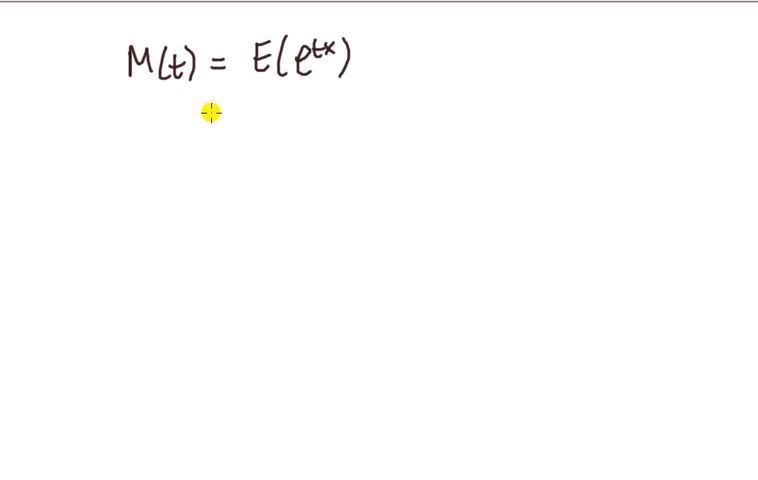 M(t) = E(e^{tx})